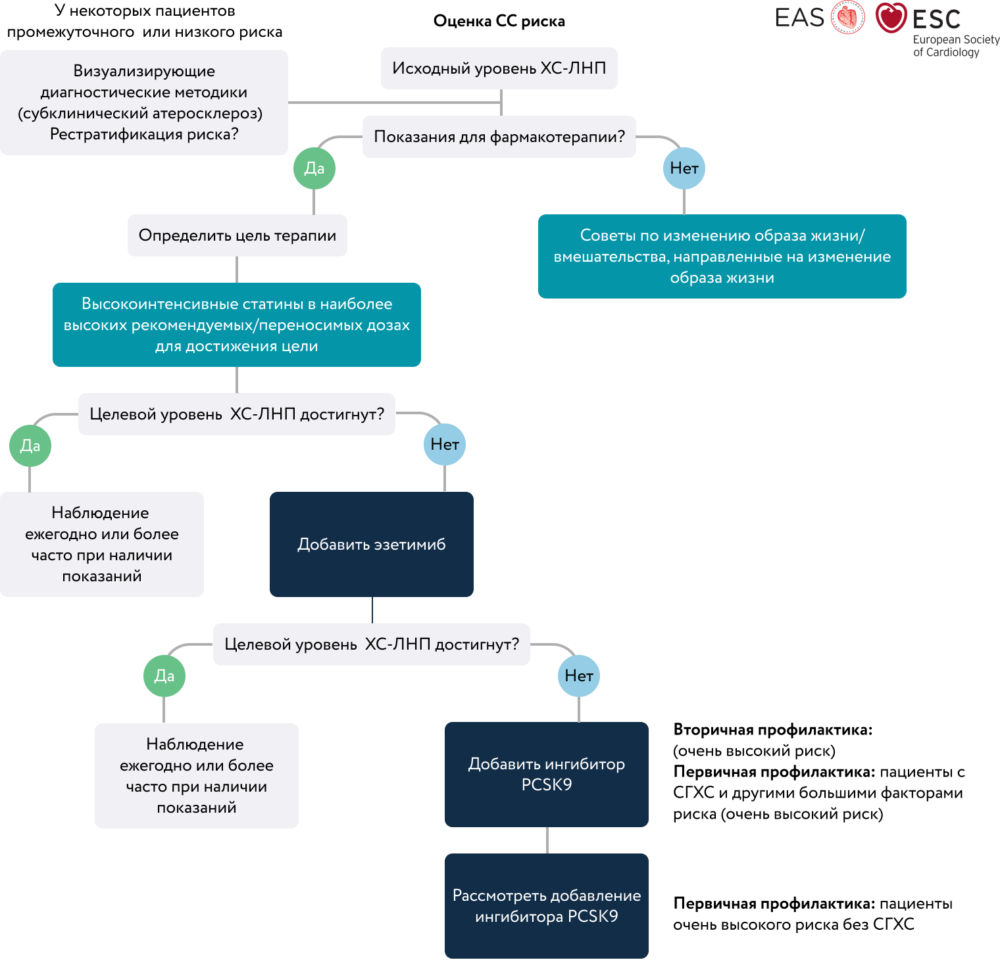 У некоторых пациентов
промежуточного или низкого риска
Оценка СС риска
EAS
ESC
European Society
of Cardiology
Визуализирующие
диагностические методики
(субклинический атеросклероз)
Рестратификация риска?
Исходный уровень ХС-ЛНП
Показания для фармакотерапии?
Да
Нет
Определить цель терапии
Советы по изменению образа жизни/
вмешательства, направленные на изменение
образа жизни
Высокоинтенсивные статины в наиболее
высоких рекомендуемых/переносимых дозах
для достижения цели
Целевой уровень ХС-ЛНП достигнут?
Да
Нет
Наблюдение
ежегодно или более
часто при наличии
показаний
Добавить эзетимиб
Целевой уровень ХС-ЛНП достигнут?
Да
Нет
Наблюдение
ежегодно или более
часто при наличии
показаний
Добавить ингибитор
PCSK9
Вторичная профилактика:
(очень высокий риск)
Первичная профилактика: пациенты с
СГХС и другими большими факторами
риска (очень высокий риск)
Рассмотреть добавление
ингибитора PCSK9
Первичная профилактика: пациенты
очень высокого риска без СГХС